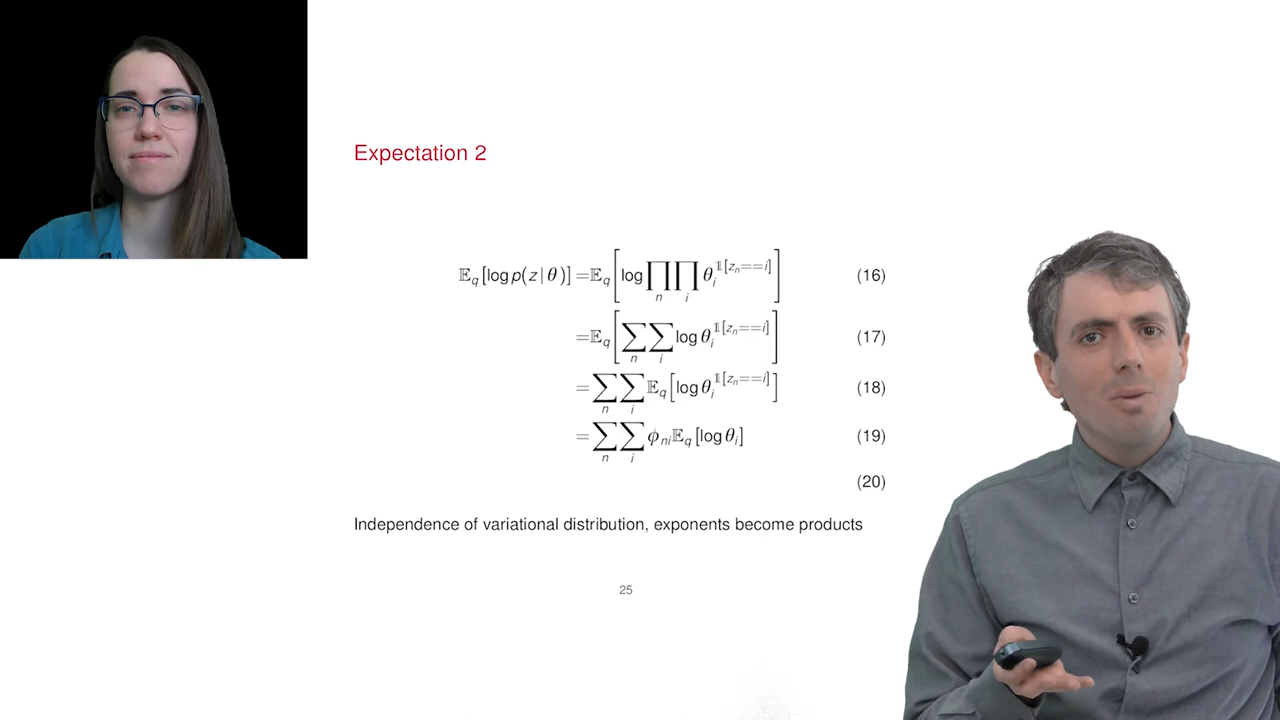 Expectation 2
𝔼_q [log p(z | θ)] = 𝔼_q [ log ∏_n ∏_i θ_i^{𝟙[z_n==i]} ] (16)
= 𝔼_q [ ∑_n ∑_i log θ_i^{𝟙[z_n==i]} ] (17)
= ∑_n ∑_i 𝔼_q [ log θ_i^{𝟙[z_n==i]} ] (18)
= ∑_n ∑_i ϕ_{ni} 𝔼_q [log θ_i] (19)
(20)
Independence of variational distribution, exponents become products
25